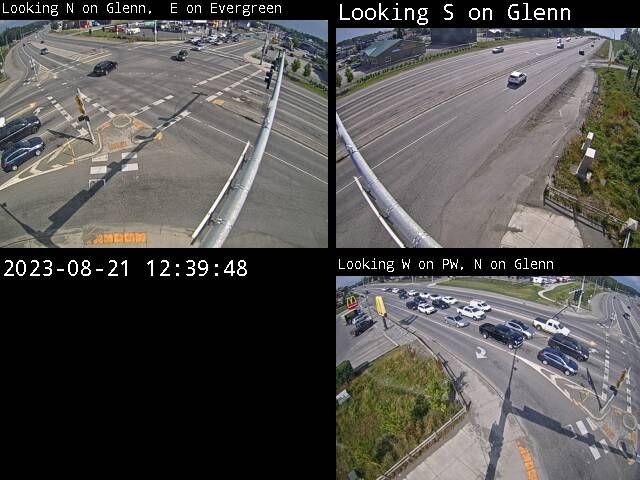 Looking N on Glenn,  E on Evergreen
Looking S on Glenn
2023-08-21 12:39:48
Looking W on PW, N on Glenn